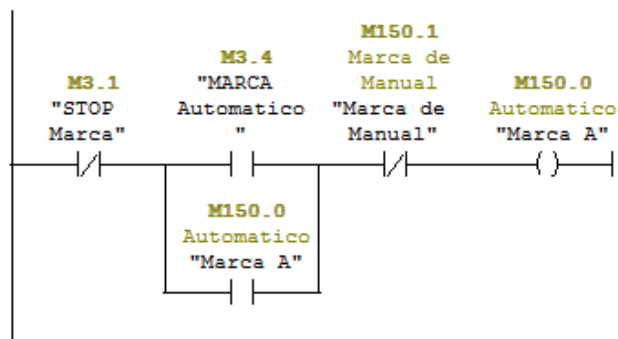 M3.1
"STOP
Marca"
M3.4
"MARCA
Automatico
"
M150.1
Marca de
Manual
"Marca de
Manual"
M150.0
Automatico
"Marca A"
M150.0
Automatico
"Marca A"